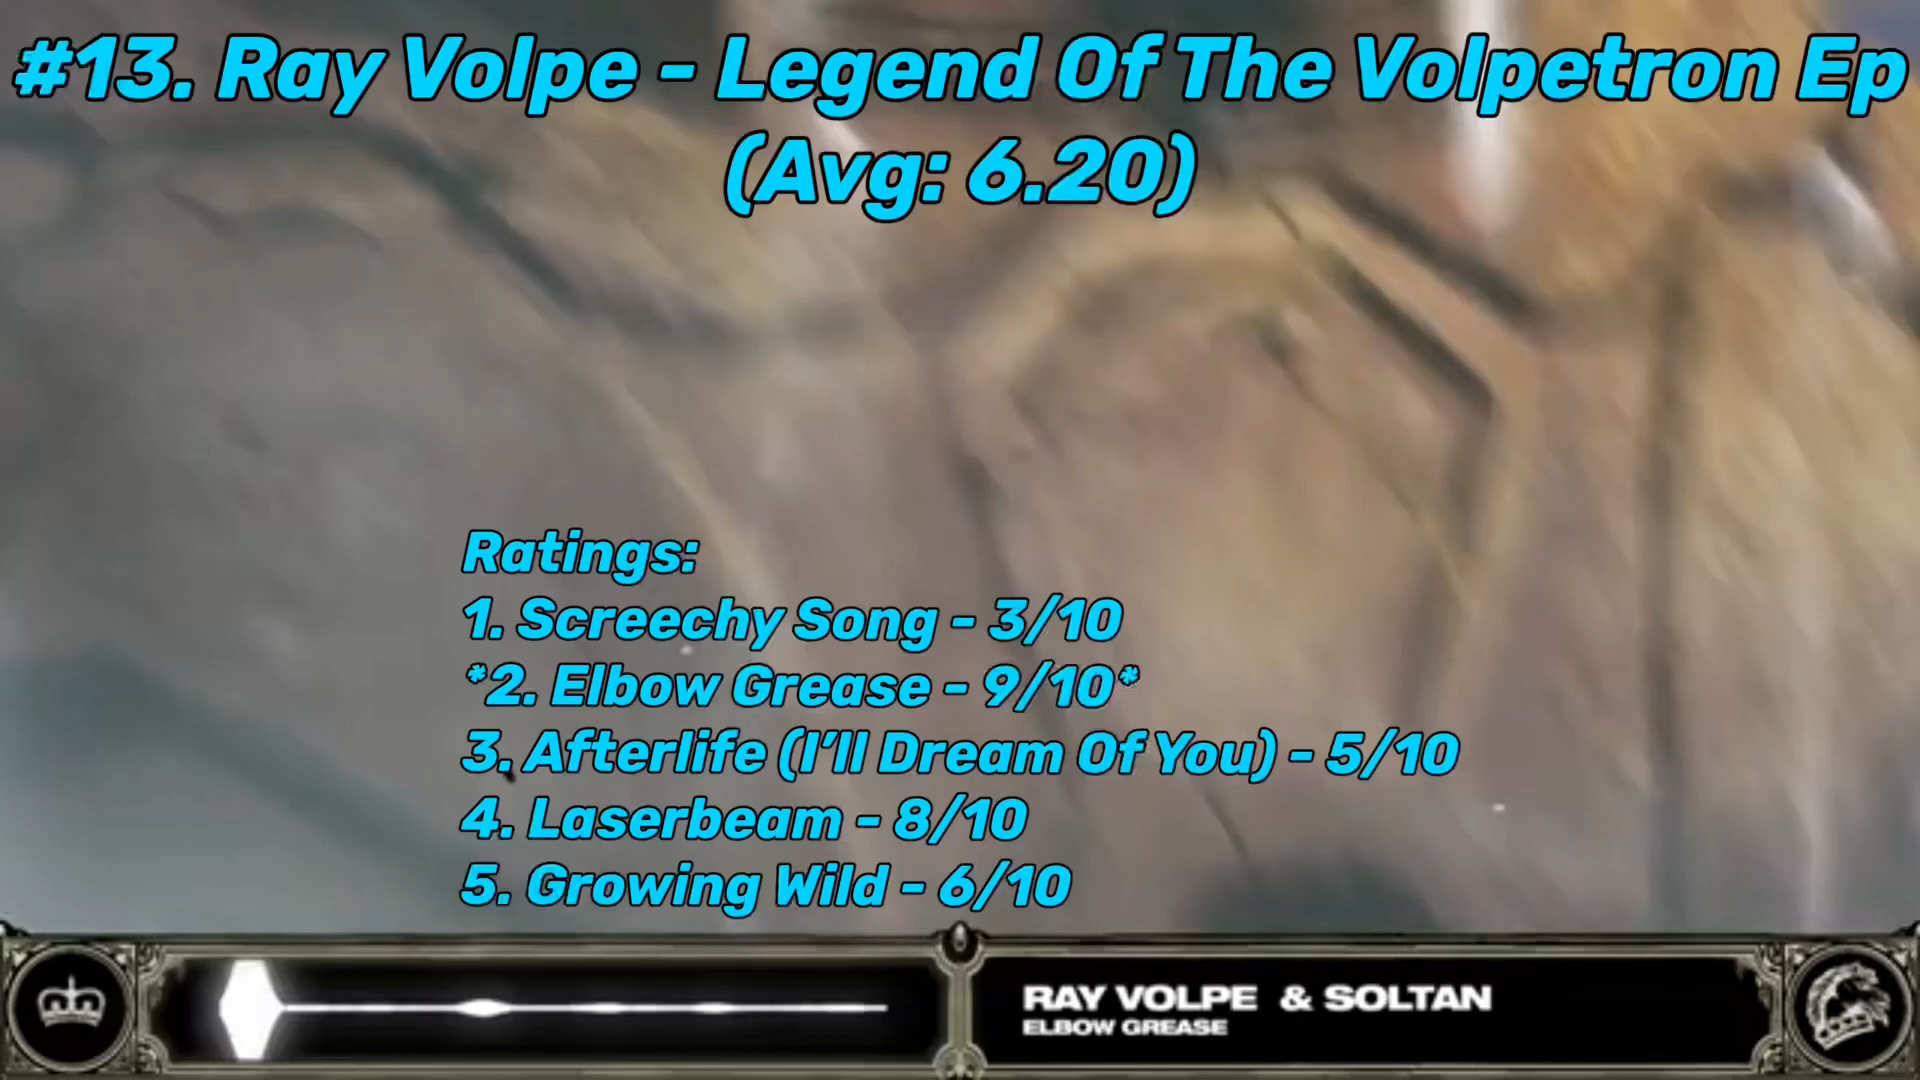 #13. Ray Volpe - Legend Of The Volpetron Ep
(Avg: 6.20)
Ratings:
1. Screechy Song - 3/10
*2. Elbow Grease - 9/10*
3. Afterlife (I'll Dream Of You) - 5/10
4. Laserbeam - 8/10
5. Growing Wild - 6/10
RAY VOLPE & SOLTAN
ELBOW GREASE